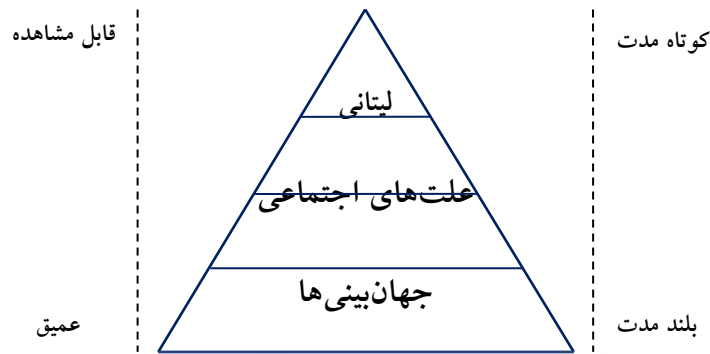 قابل مشاهده
کوتاه مدت
لیتانی
علت‌های اجتماعی
جهان‌بینی‌ها
عمیق
بلند مدت